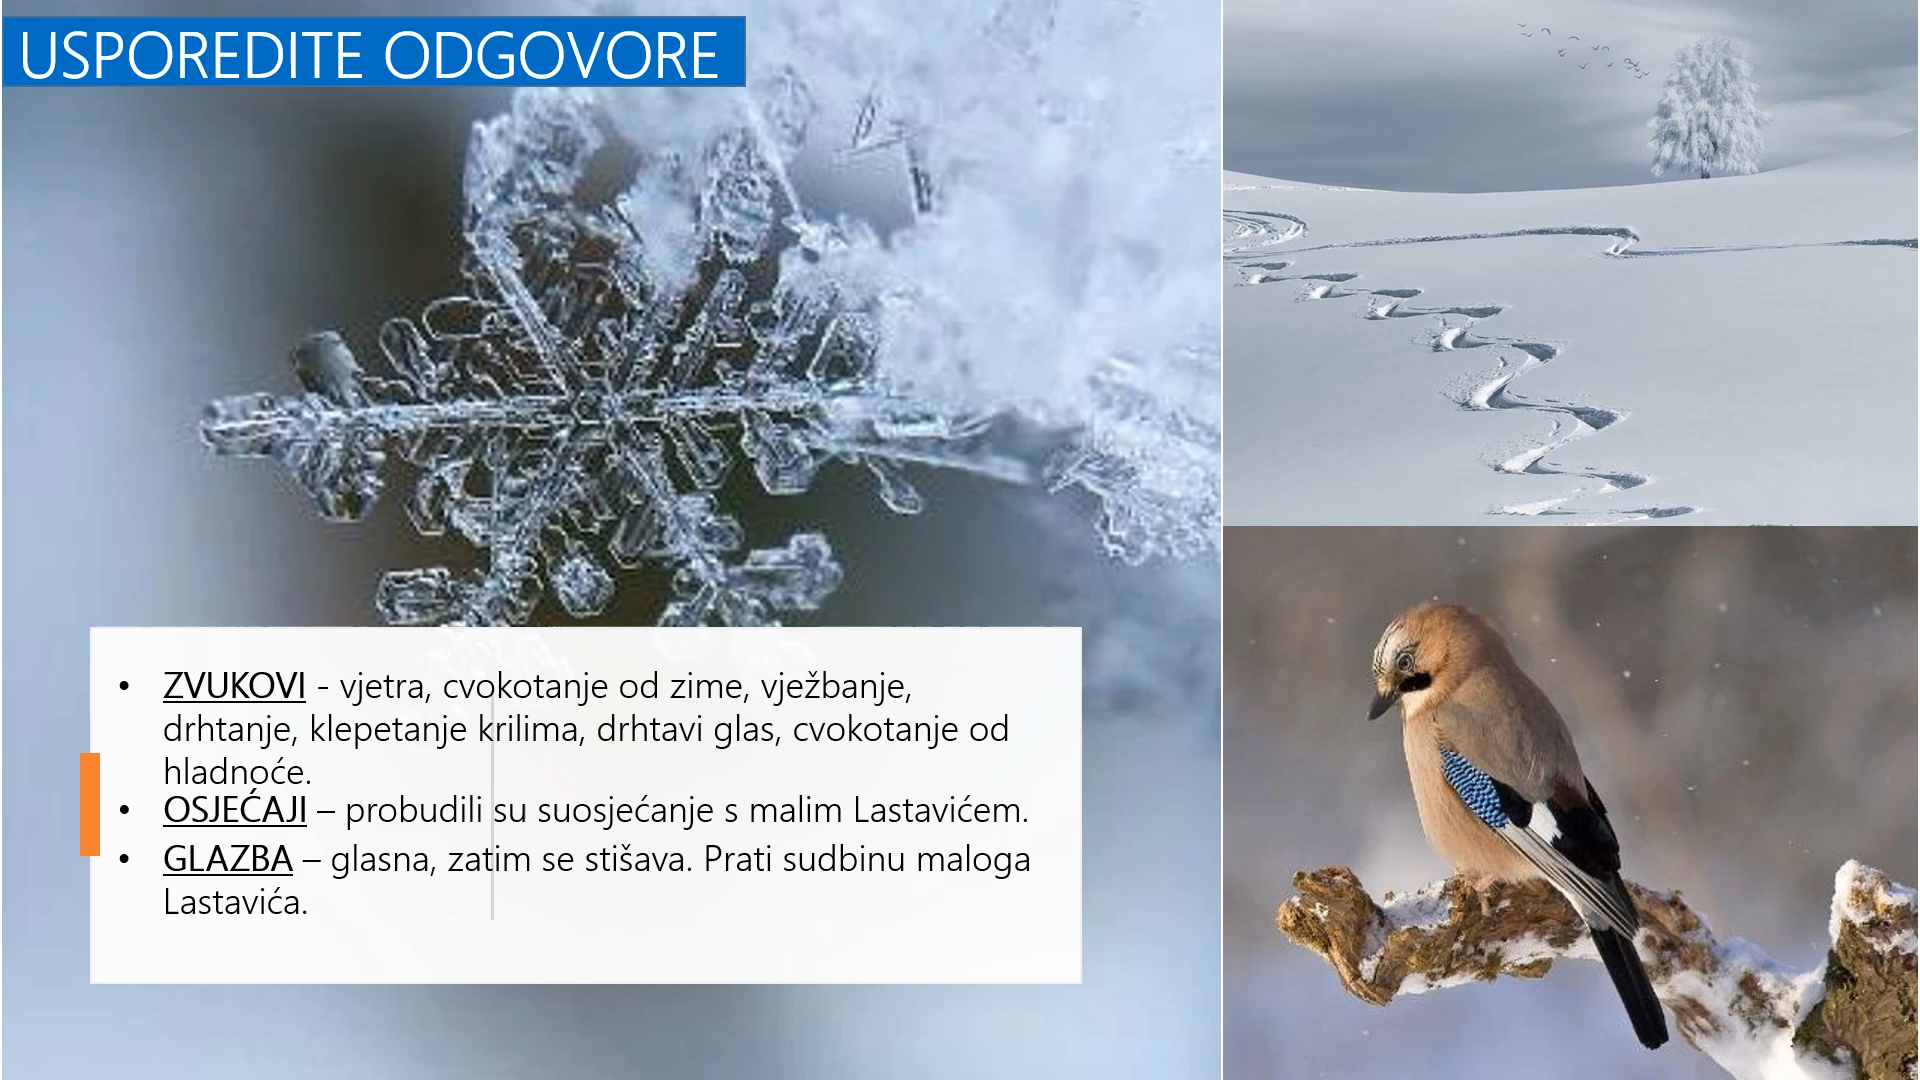 USPOREDITE ODGOVORE
• ZVUKOVI - vjetra, cvokotanje od zime, vježbanje,
drhtanje, klepetanje krilima, drhtavi glas, cvokotanje od
hladnoće.
• OSJEĆAJI – probudili su suosjećanje s malim Lastavićem.
• GLAZBA – glasna, zatim se stišava. Prati sudbinu maloga
Lastavića.